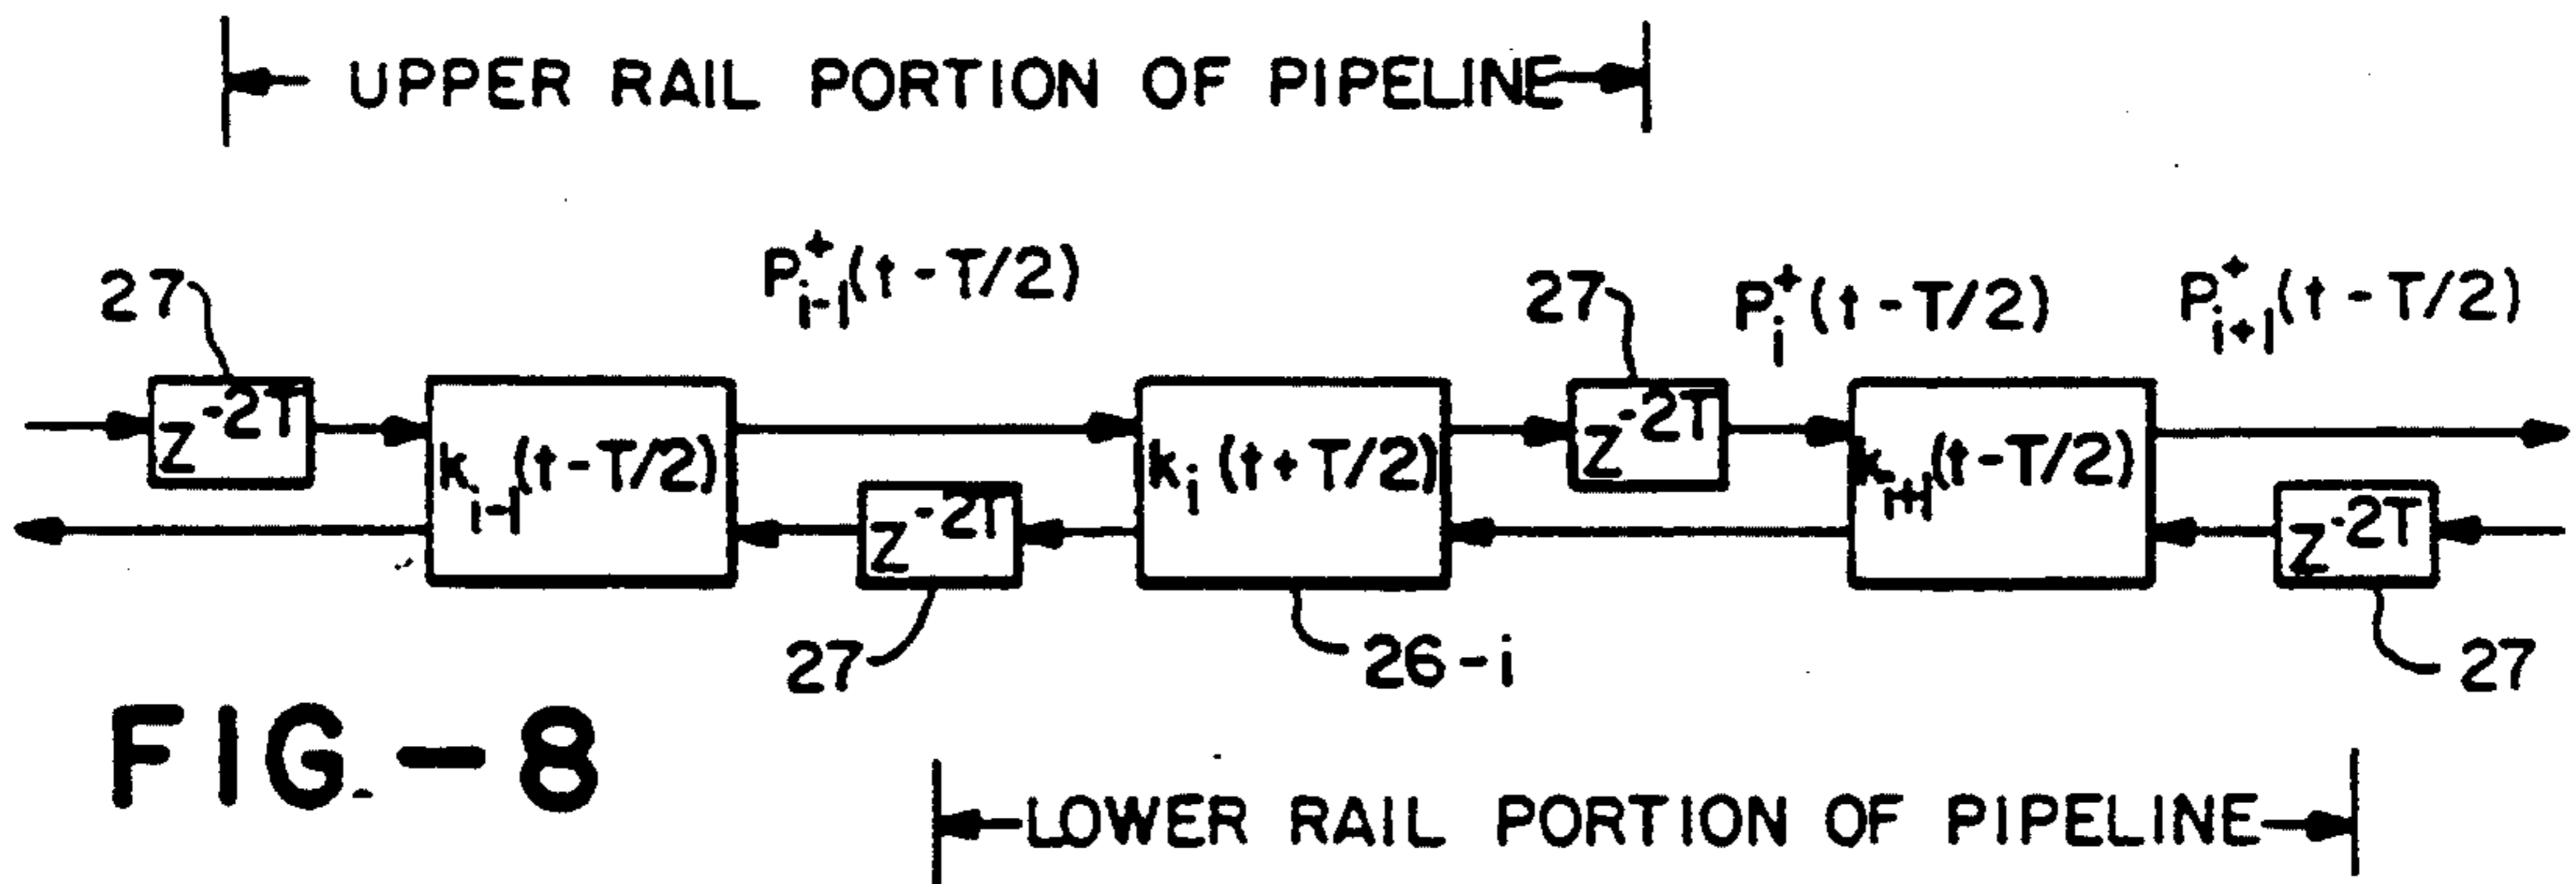 UPPER RAIL PORTION OF PIPELINE
P⁺ᵢ₋₁(t - T/2)
27
27
P⁺ᵢ(t - T/2)
P⁺ᵢ₊₁(t - T/2)
Z⁻²ᵀ
kᵢ₋₁(t - T/2)
Z⁻²ᵀ
kᵢ(t + T/2)
Z⁻²ᵀ
kᵢ₊₁(t - T/2)
Z⁻²ᵀ
27
26-i
27
FIG.-8
LOWER RAIL PORTION OF PIPELINE